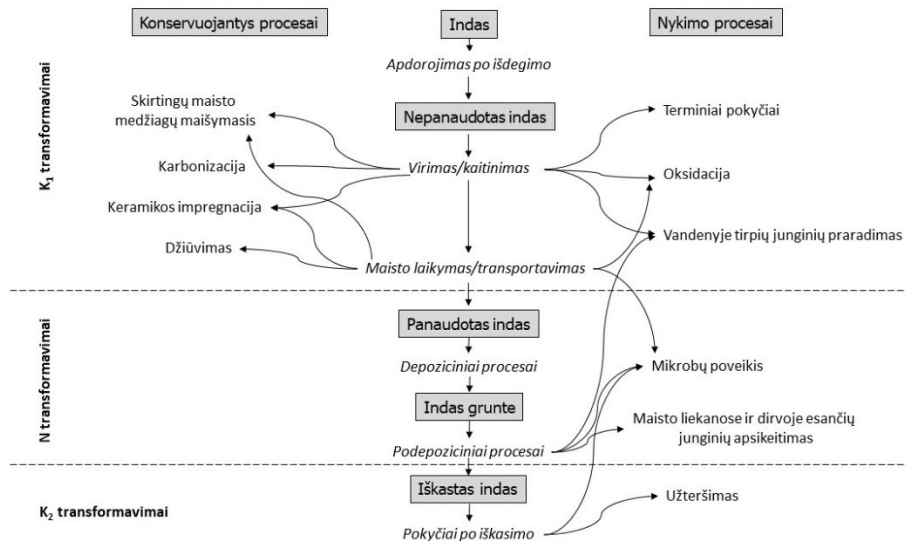 Konservuojantys procesai
Indas
Nykimo procesai
Apdorojimas po išdegimo
Skirtingų maisto
medžiagų maišymasis
Nepanaudotas indas
Terminiai pokyčiai
K₁ transformavimai
Karbonizacija
Virimas/kaitinimas
Oksidacija
Keramikos impregnacija
Vandenyje tirpių junginių praradimas
Džiūvimas
Maisto laikymas/transportavimas
N transformavimai
Panaudotas indas
Depoziciniai procesai
Mikrobų poveikis
Indas grunte
Maisto liekanose ir dirvoje esančių
junginių apsikeitimas
Podepoziciniai procesai
Iškastas indas
K₂ transformavimai
Užteršimas
Pokyčiai po iškasimo